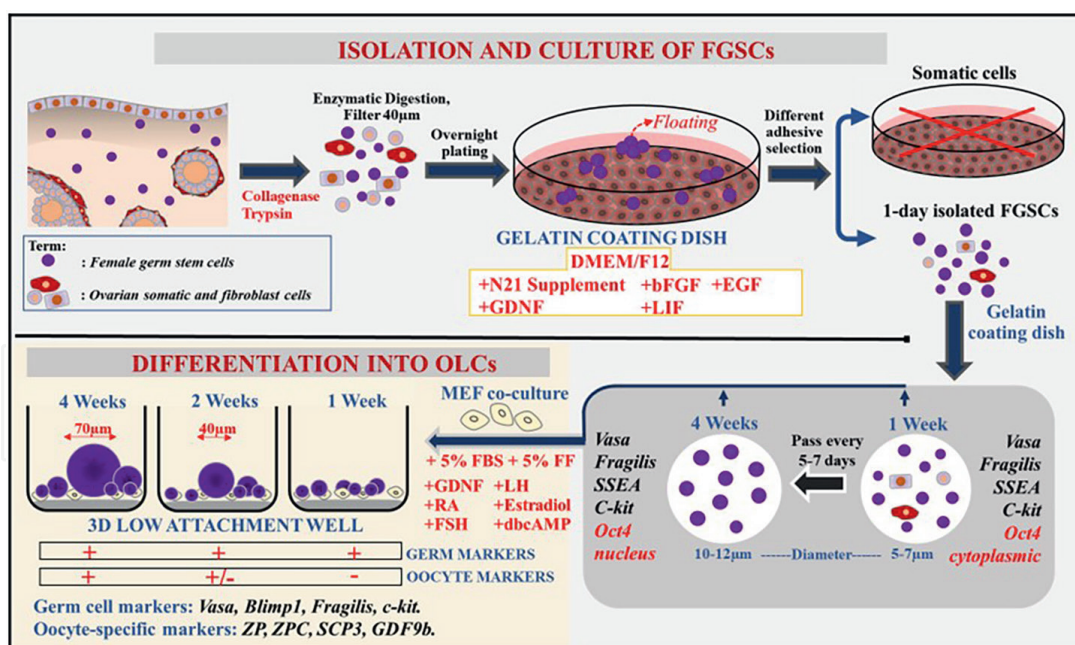 ISOLATION AND CULTURE OF FGSCs
Enzymatic Digestion,
Filter 40μm
Collagenase
Trypsin
Overnight
plating
Floating
Different
adhesive
selection
Somatic cells
1-day isolated FGSCs
Term:
: Female germ stem cells
: Ovarian somatic and fibroblast cells
GELATIN COATING DISH
DMEM/F12
+N21 Supplement +bFGF +EGF
+GDNF +LIF
Gelatin
coating dish
DIFFERENTIATION INTO OLCs
4 Weeks 2 Weeks 1 Week
70μm
40μm
3D LOW ATTACHMENT WELL
+ + + GERM MARKERS
+ +/- - OOCYTE MARKERS
Germ cell markers: Vasa, Blimp1, Fragilis, c-kit.
Oocyte-specific markers: ZP, ZPC, SCP3, GDF9b.
MEF co-culture
+ 5% FBS + 5% FF
+GDNF +LH
+RA +Estradiol
+FSH +dbcAMP
Vasa
Fragilis
SSEA
C-kit
Oct4
nucleus
4 Weeks
10-12μm
Pass every
5-7 days
------Diameter----
1 Week
5-7μm
Vasa
Fragilis
SSEA
C-kit
Oct4
cytoplasmic